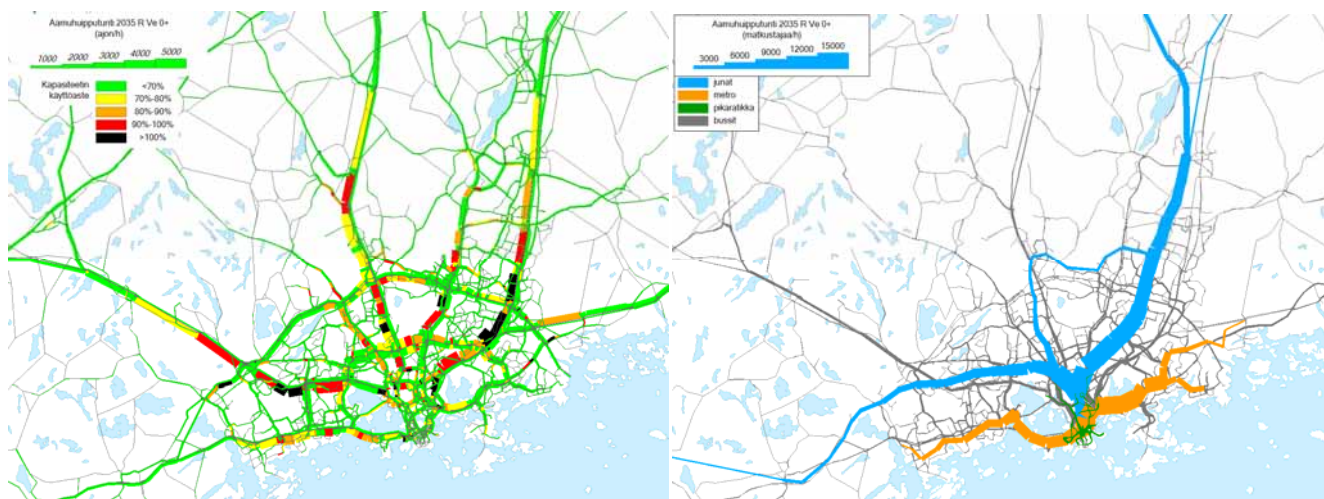 Aamuhuipputunti 2035 R Ve 0+
(ajon/h)
1000 2000 3000 4000 5000
Kapasiteetin
käyttöaste
<70%
70%-80%
80%-90%
90%-100%
>100%
Aamuhuipputunti 2035 R Ve 0+
(matkustajaa/h)
3000 6000 9000 12000 15000
junat
metro
pikaratikka
bussit